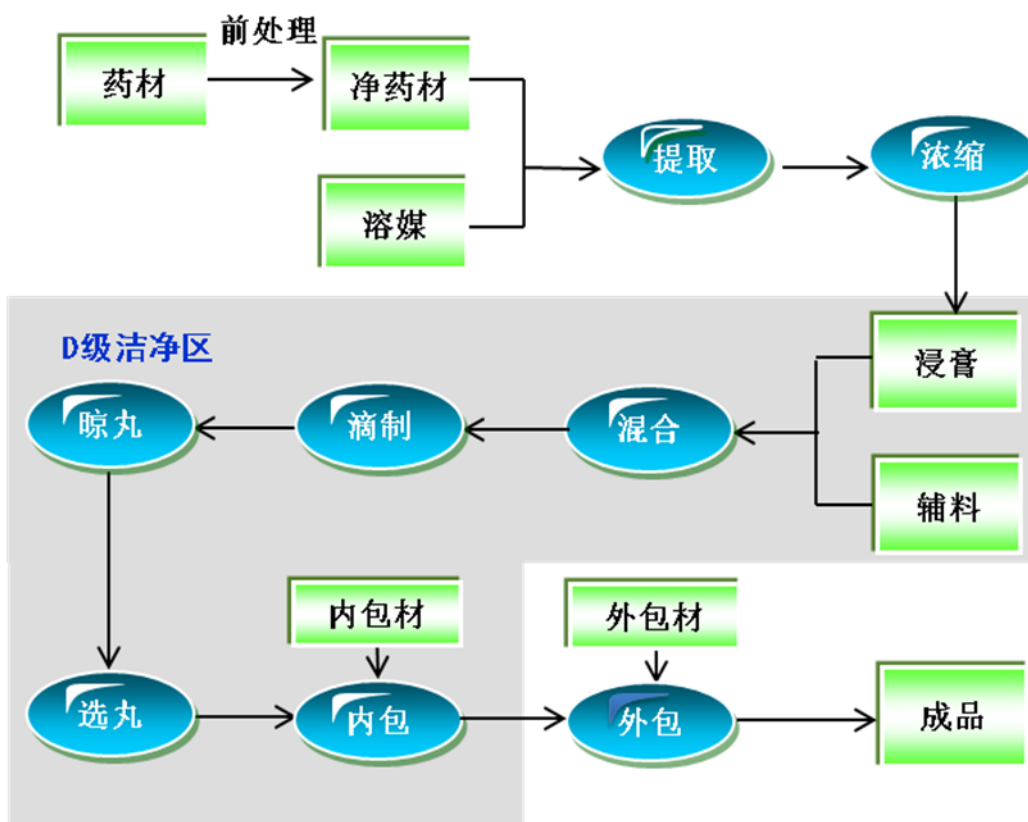 前处理
药材
净药材
溶媒
提取
浓缩
D级洁净区
浸膏
晾丸
滴制
混合
辅料
内包材
外包材
选丸
内包
外包
成品